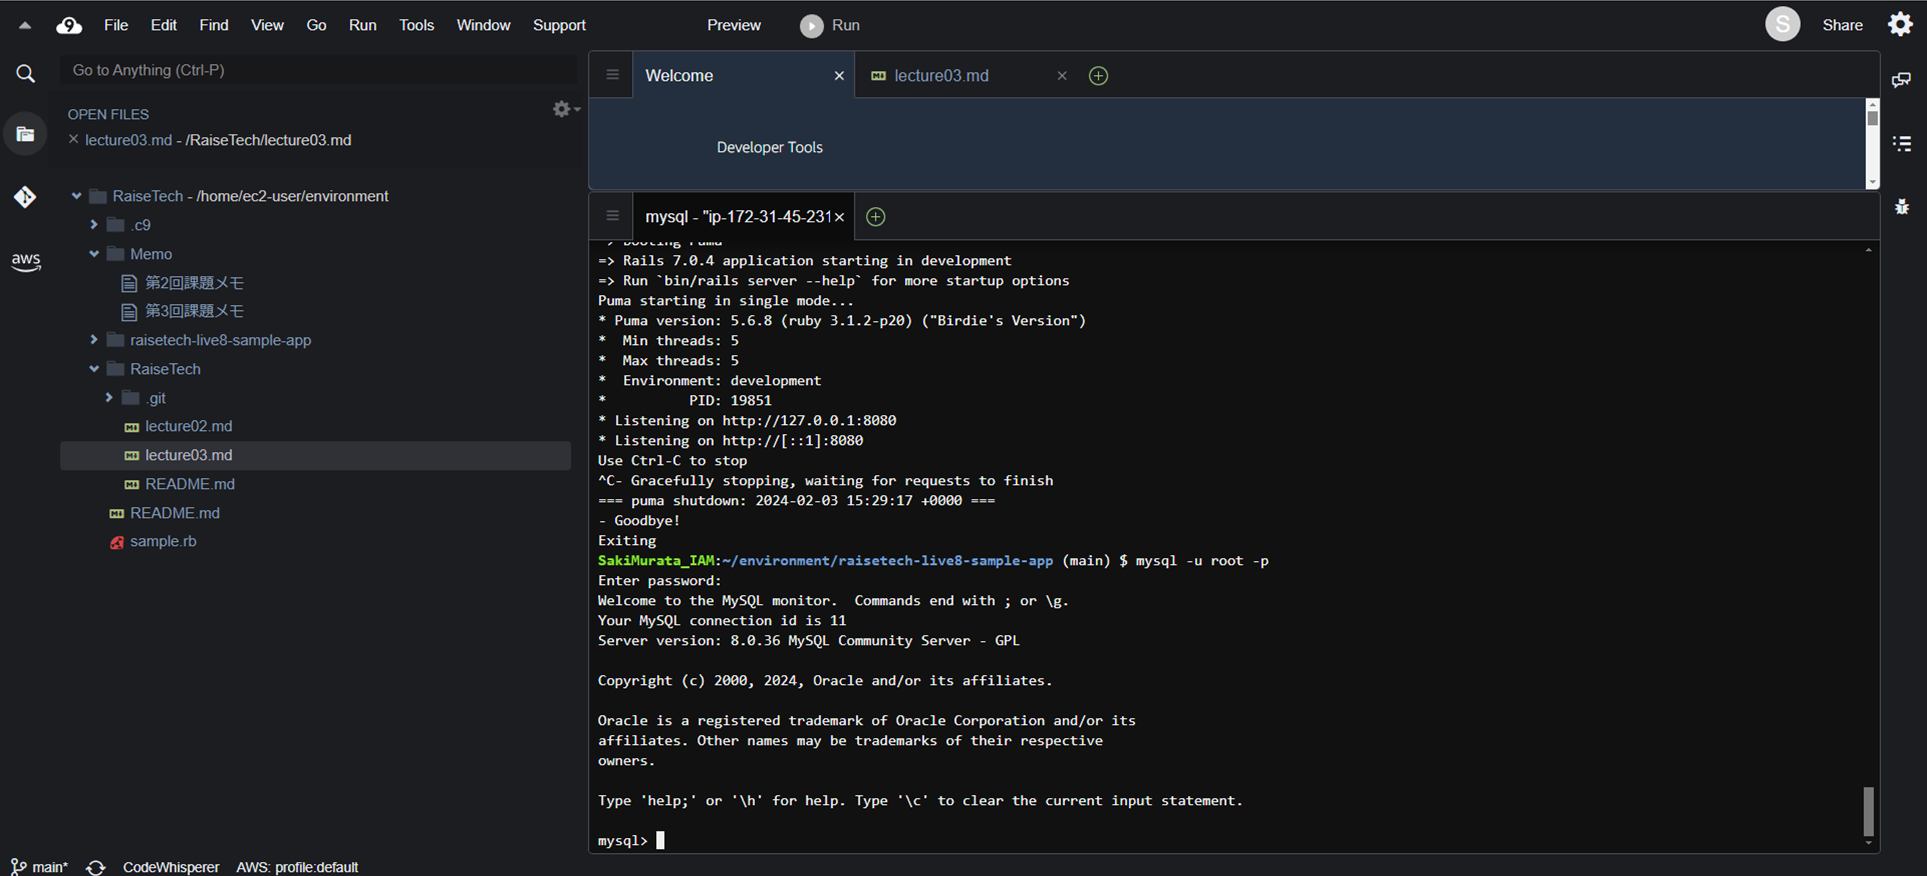 File Edit Find View Go Run Tools Window Support Preview Run S Share
Go to Anything (Ctrl-P)
OPEN FILES
lecture03.md - /RaiseTech/lecture03.md
RaiseTech - /home/ec2-user/environment
.c9
Memo
第2回課題メモ
第3回課題メモ
raisetech-live8-sample-app
RaiseTech
.git
lecture02.md
lecture03.md
README.md
README.md
sample.rb
aws
Welcome
lecture03.md
Developer Tools
mysql - "ip-172-31-45-231
> Booting Puma
=> Rails 7.0.4 application starting in development
=> Run `bin/rails server --help` for more startup options
Puma starting in single mode...
* Puma version: 5.6.8 (ruby 3.1.2-p20) ("Birdie's Version")
*  Min threads: 5
*  Max threads: 5
*  Environment: development
*          PID: 19851
* Listening on http://127.0.0.1:8080
* Listening on http://[::1]:8080
Use Ctrl-C to stop
^C- Gracefully stopping, waiting for requests to finish
=== puma shutdown: 2024-02-03 15:29:17 +0000 ===
- Goodbye!
Exiting
SakiMurata_IAM:~/environment/raisetech-live8-sample-app (main) $ mysql -u root -p
Enter password:
Welcome to the MySQL monitor.  Commands end with ; or \g.
Your MySQL connection id is 11
Server version: 8.0.36 MySQL Community Server - GPL
Copyright (c) 2000, 2024, Oracle and/or its affiliates.
Oracle is a registered trademark of Oracle Corporation and/or its
affiliates. Other names may be trademarks of their respective
owners.
Type 'help;' or '\h' for help. Type '\c' to clear the current input statement.
mysql>
main* CodeWhisperer AWS: profile:default